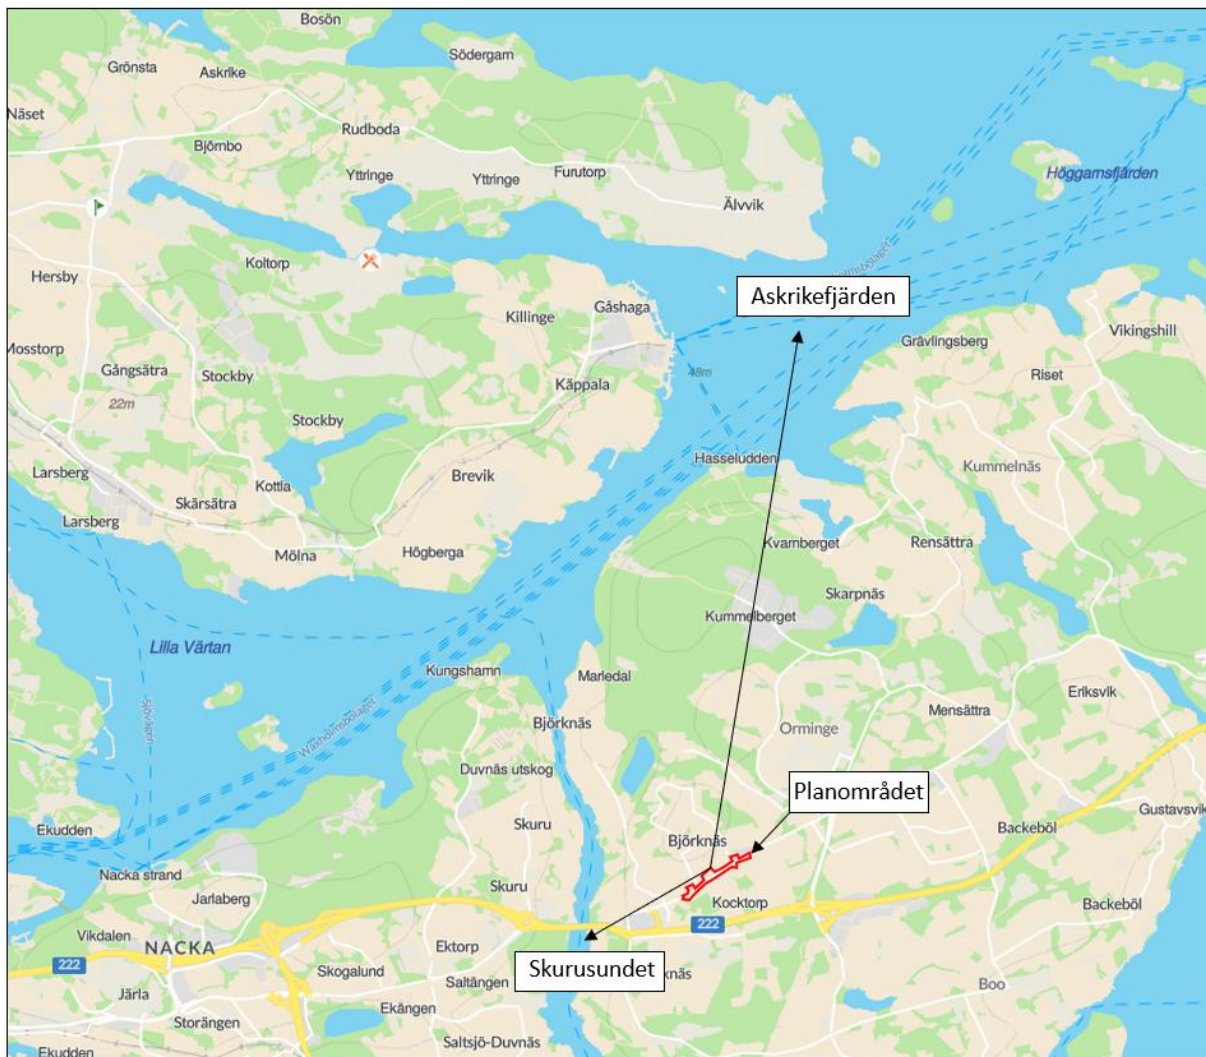 Bosön
Södergarn
Grönsta
Askrike
Näset
Rudboda
Björnbo
Yttringe
Yttringe
Furutorp
Höggarnsfjärden
Älvvik
Koltorp
Hersby
Askrikefjärden
Gåshaga
Killinge
Vikingshill
Grävlingsberg
Mosstorp
Gångsätra
Stockby
Käppala
48m
Riset
22m
Stockby
Hasseludden
Kummelnäs
Larsberg
Brevik
Kottla
Skärsätra
Larsberg
Mölna
Högberga
Kvarnberget
Rensättra
Skarpnäs
Kummelberget
Lilla Värtan
Kungshamn
Marledal
Eriksvik
Sjövägen
Waxholmsbolaget
Björknäs
Mensättra
Orminge
Duvnäs utskog
Planområdet
Gustavsvik
Ekudden
Skuru
Björknäs
Backeböl
Nacka strand
Jarlaberg
Skuru
Kocktorp
Backeböl
222
Vikdalen
NACKA
Ektorp
222
Skogalund
Saltängen
Skurusundet
Boo
Järla
Ekängen
Storängen
Saltsjö-Duvnäs
Ekudden